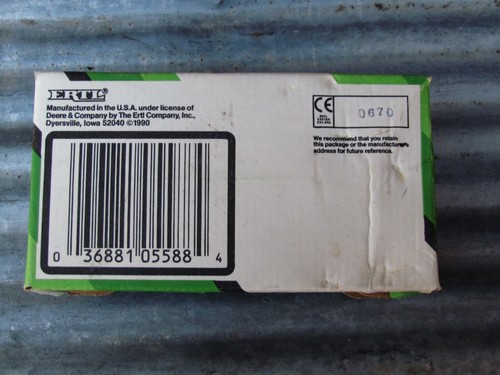 ERTL®
Manufactured in the U.S.A. under license of
Deere & Company by The Ertl Company, Inc.,
Dyersville, Iowa 52040 ©1990
CE
0670
We recommend that you retain
this package or the manufacturer's
address for future reference.
0 36881 05588 4